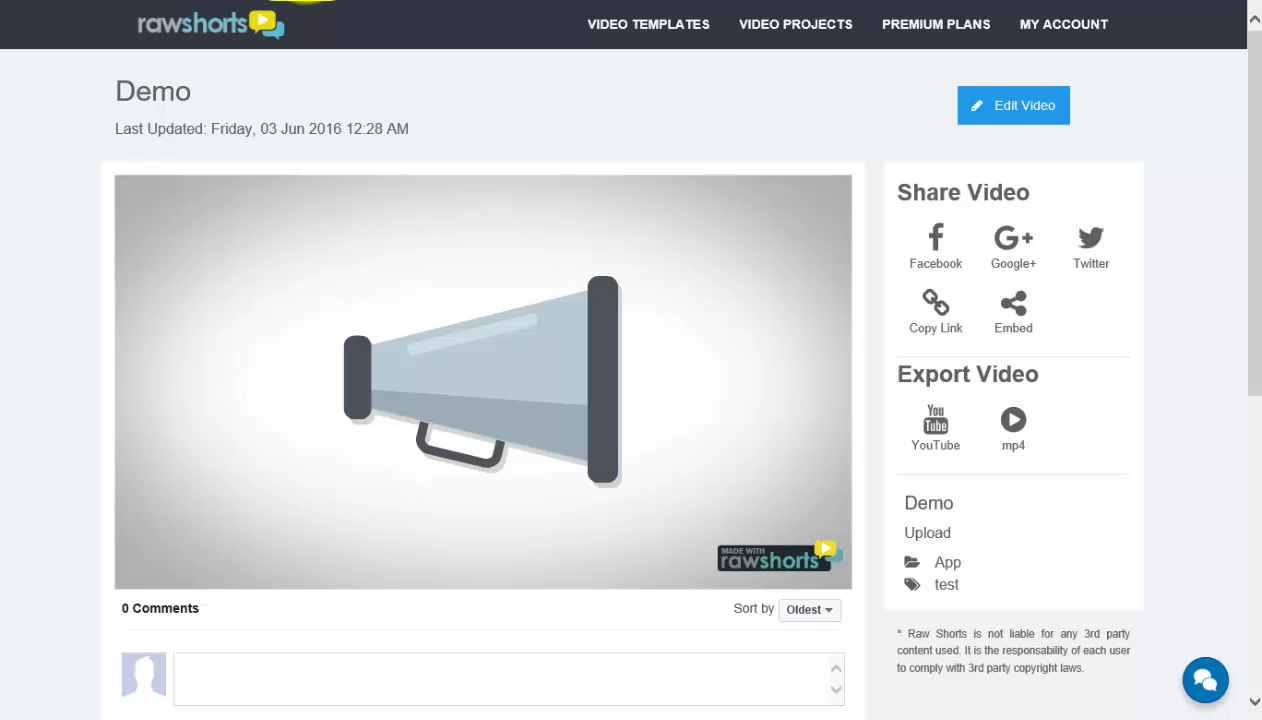 rawshorts
VIDEO TEMPLATES
VIDEO PROJECTS
PREMIUM PLANS
MY ACCOUNT
Demo
Last Updated: Friday, 03 Jun 2016 12:28 AM
Edit Video
MADE WITH
rawshorts
0 Comments
Sort by
Oldest
Share Video
Facebook
Google+
Twitter
Copy Link
Embed
Export Video
You
Tube
YouTube
mp4
Demo
Upload
App
test
* Raw Shorts is not liable for any 3rd party
content used. It is the responsability of each user
to comply with 3rd party copyright laws.